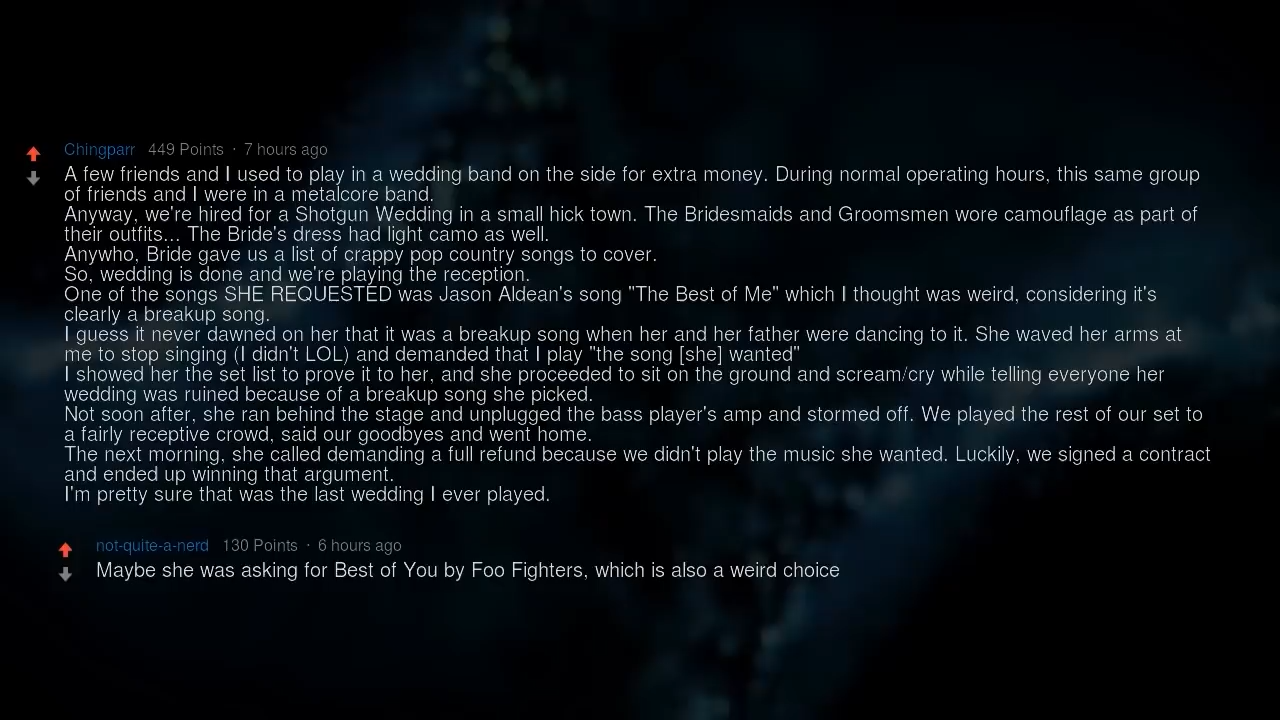 Chingparr 449 Points · 7 hours ago
A few friends and I used to play in a wedding band on the side for extra money. During normal operating hours, this same group
of friends and I were in a metalcore band.
Anyway, we're hired for a Shotgun Wedding in a small hick town. The Bridesmaids and Groomsmen wore camouflage as part of
their outfits... The Bride's dress had light camo as well.
Anywho, Bride gave us a list of crappy pop country songs to cover.
So, wedding is done and we're playing the reception.
One of the songs SHE REQUESTED was Jason Aldean's song "The Best of Me" which I thought was weird, considering it's
clearly a breakup song.
I guess it never dawned on her that it was a breakup song when her and her father were dancing to it. She waved her arms at
me to stop singing (I didn't LOL) and demanded that I play "the song [she] wanted"
I showed her the set list to prove it to her, and she proceeded to sit on the ground and scream/cry while telling everyone her
wedding was ruined because of a breakup song she picked.
Not soon after, she ran behind the stage and unplugged the bass player's amp and stormed off. We played the rest of our set to
a fairly receptive crowd, said our goodbyes and went home.
The next morning, she called demanding a full refund because we didn't play the music she wanted. Luckily, we signed a contract
and ended up winning that argument.
I'm pretty sure that was the last wedding I ever played.
not-quite-a-nerd 130 Points · 6 hours ago
Maybe she was asking for Best of You by Foo Fighters, which is also a weird choice